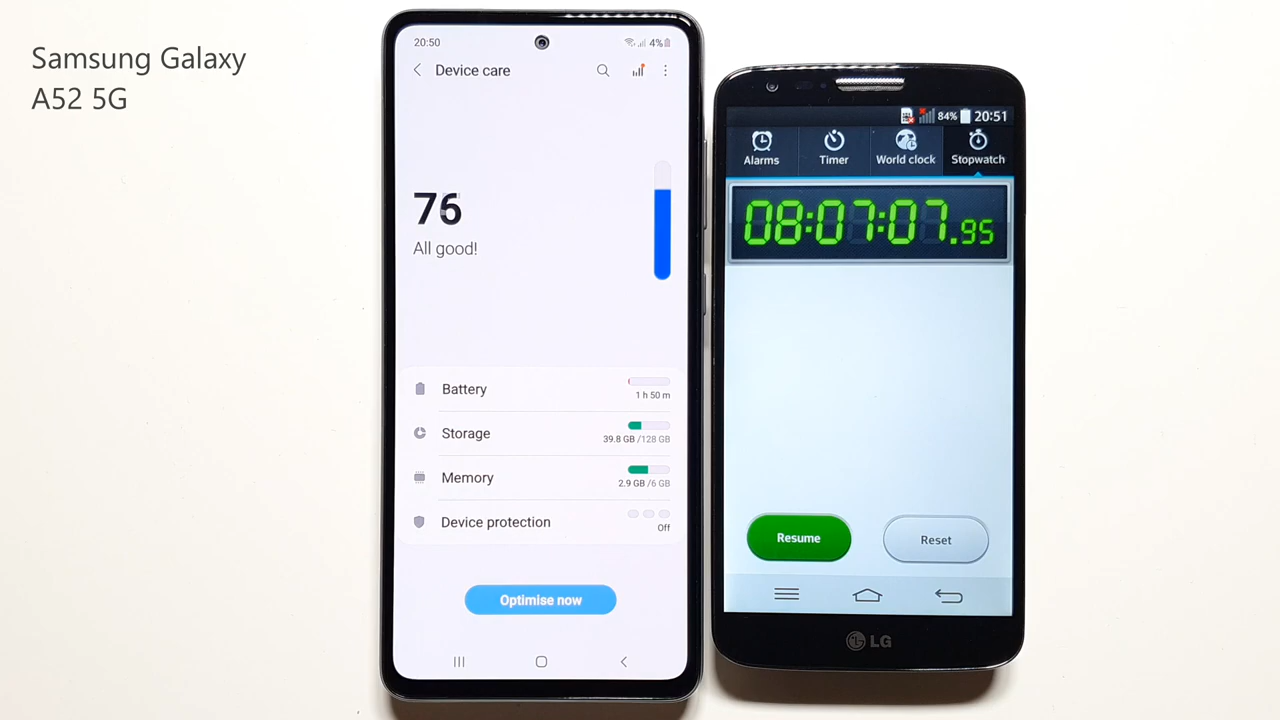 Samsung Galaxy
A52 5G
20:50
4%
Device care
76
All good!
Battery
1 h 50 m
Storage
39.8 GB /128 GB
Memory
2.9 GB /6 GB
Device protection
Off
Optimise now
84% 20:51
Alarms Timer World clock Stopwatch
08:07:07.95
Resume Reset
LG